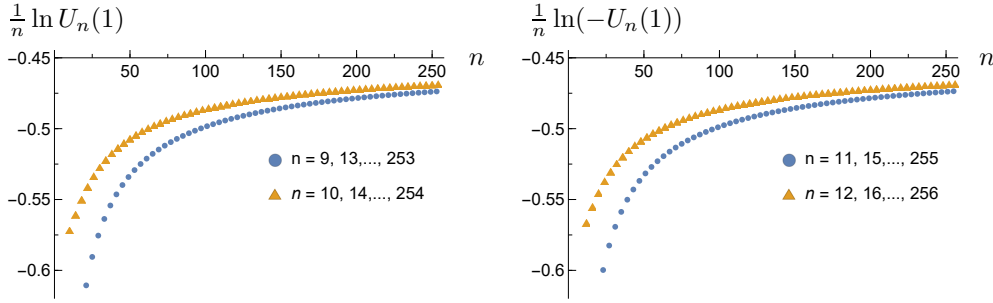 1/n ln U_n(1)
-0.45
50 100 150 200 250 n
-0.5
-0.55
-0.6
n = 9, 13,..., 253
n = 10, 14,..., 254
1/n ln(-U_n(1))
-0.45
50 100 150 200 250 n
-0.5
-0.55
-0.6
n = 11, 15,..., 255
n = 12, 16,..., 256